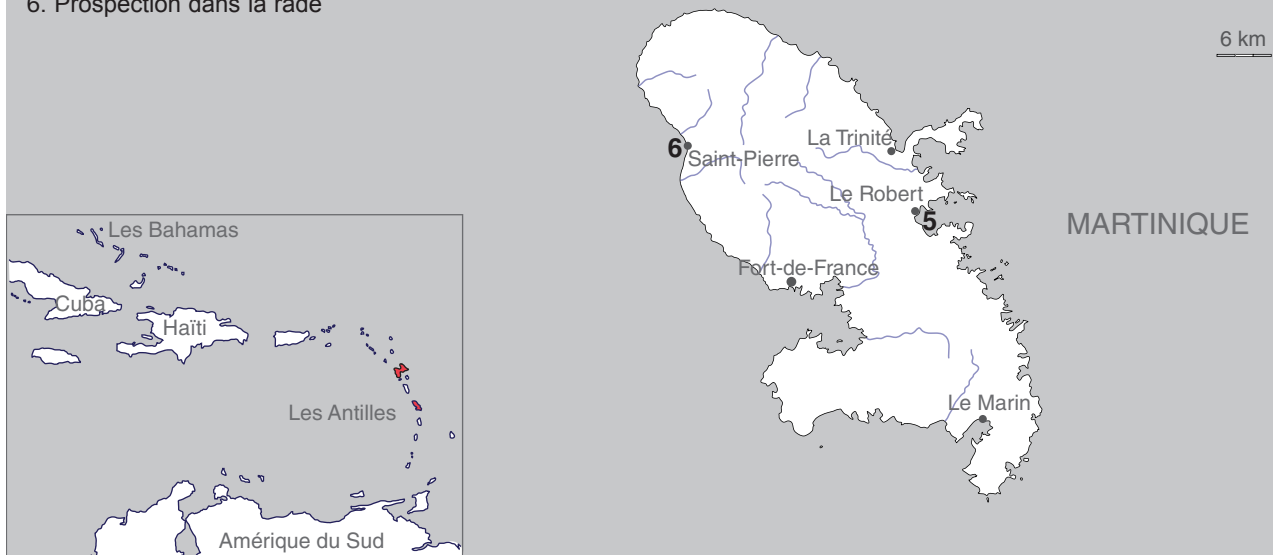 6. Prospection dans la rade
6 km
La Trinité
6
Saint-Pierre
Le Robert
5
MARTINIQUE
Fort-de-France
Le Marin
Les Bahamas
Cuba
Haïti
Les Antilles
Amérique du Sud